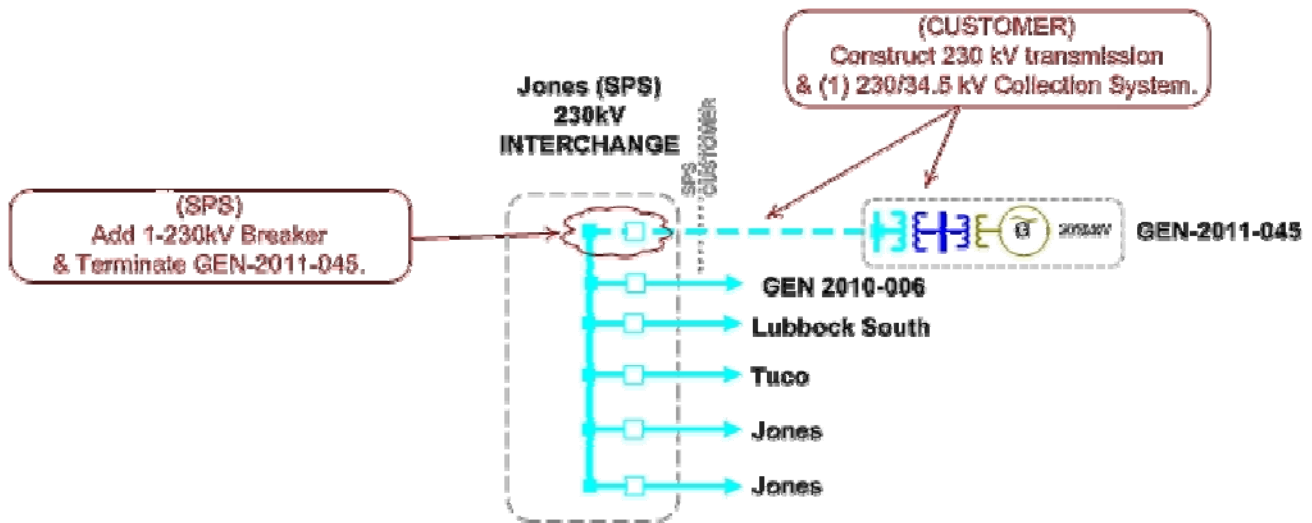 (CUSTOMER)
Construct 230 kV transmission
& (1) 230/34.5 kV Collection System.
Jones (SPS)
230kV
INTERCHANGE
SPS
CUSTOMER
(SPS)
Add 1-230kV Breaker
& Terminate GEN-2011-045.
G
GEN-2011-045
GEN 2010-006
Lubbock South
Tuco
Jones
Jones